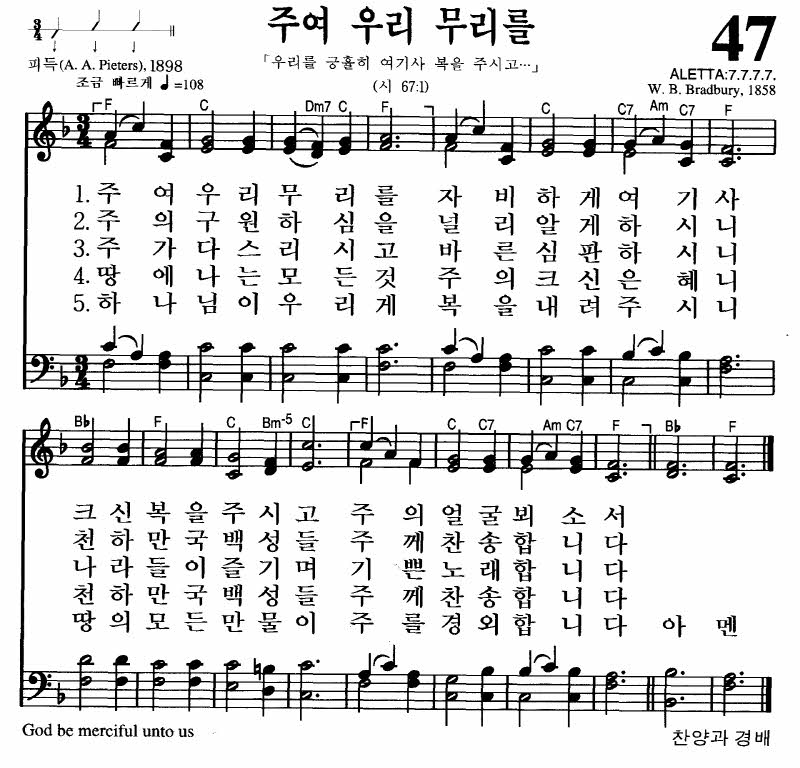 주여 우리 무리를
47
피득(A. A. Pieters), 1898
「우리를 긍휼히 여기사 복을 주시고…」
ALETTA:7.7.7.7.
조금 빠르게 ♩=108
(시 67:1)
W. B. Bradbury, 1858
F C Dm7 F C C7 Am C7 F
3/4
1. 주 여 우 리 무 리 를 자 비 하 게 여 기 사
2. 주 의 구 원 하 심 을 널 리 알 게 하 시 니
3. 주 가 다 스 리 시 고 바 른 심 판 하 시 니
4. 땅 에 나 는 모 든 것 주 의 크 신 은 혜 니
5. 하 나 님 이 우 리 게 복 을 내 려 주 시 니
3/4
Bb F C Bm-5 C F C C7 Am C7 F Bb F
크 신 복 을 주 시 고 주 의 얼 굴 뵈 소 서
천 하 만 국 백 성 들 주 께 찬 송 합 니 다
나 라 들 이 즐 기 며 기 쁜 노 래 합 니 다
천 하 만 국 백 성 들 주 께 찬 송 합 니 다
땅 의 모 든 만 물 이 주 를 경 외 합 니 다 아 멘
God be merciful unto us
찬양과 경배